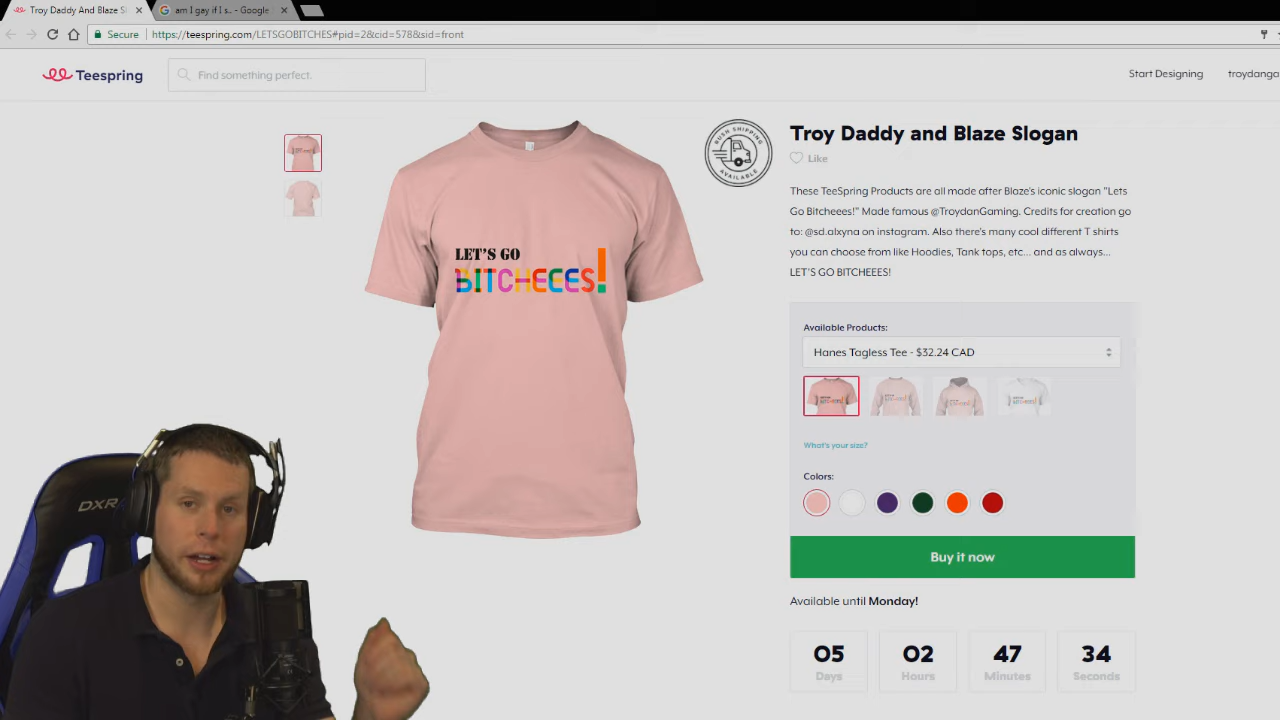 Troy Daddy And Blaze Sl
am I gay if I s.. - Google
Secure
https://teespring.com/LETSGOBITCHES#pid=2&cid=578&sid=front
Teespring
Find something perfect.
Start Designing
troydanga
RUSH SHIPPING
AVAILABLE
Troy Daddy and Blaze Slogan
Like
These TeeSpring Products are all made after Blaze's iconic slogan "Lets
Go Bitcheees!" Made famous @TroydanGaming. Credits for creation go
to: @sd.alxyna on instagram. Also there's many cool different T shirts
you can choose from like Hoodies, Tank tops, etc... and as always...
LET'S GO BITCHEEES!
LET'S GO
BITCHEEES!
Available Products:
Hanes Tagless Tee - $32.24 CAD
What's your size?
Colors:
Buy it now
Available until Monday!
05
02
47
34
Days
Hours
Minutes
Seconds
DXR